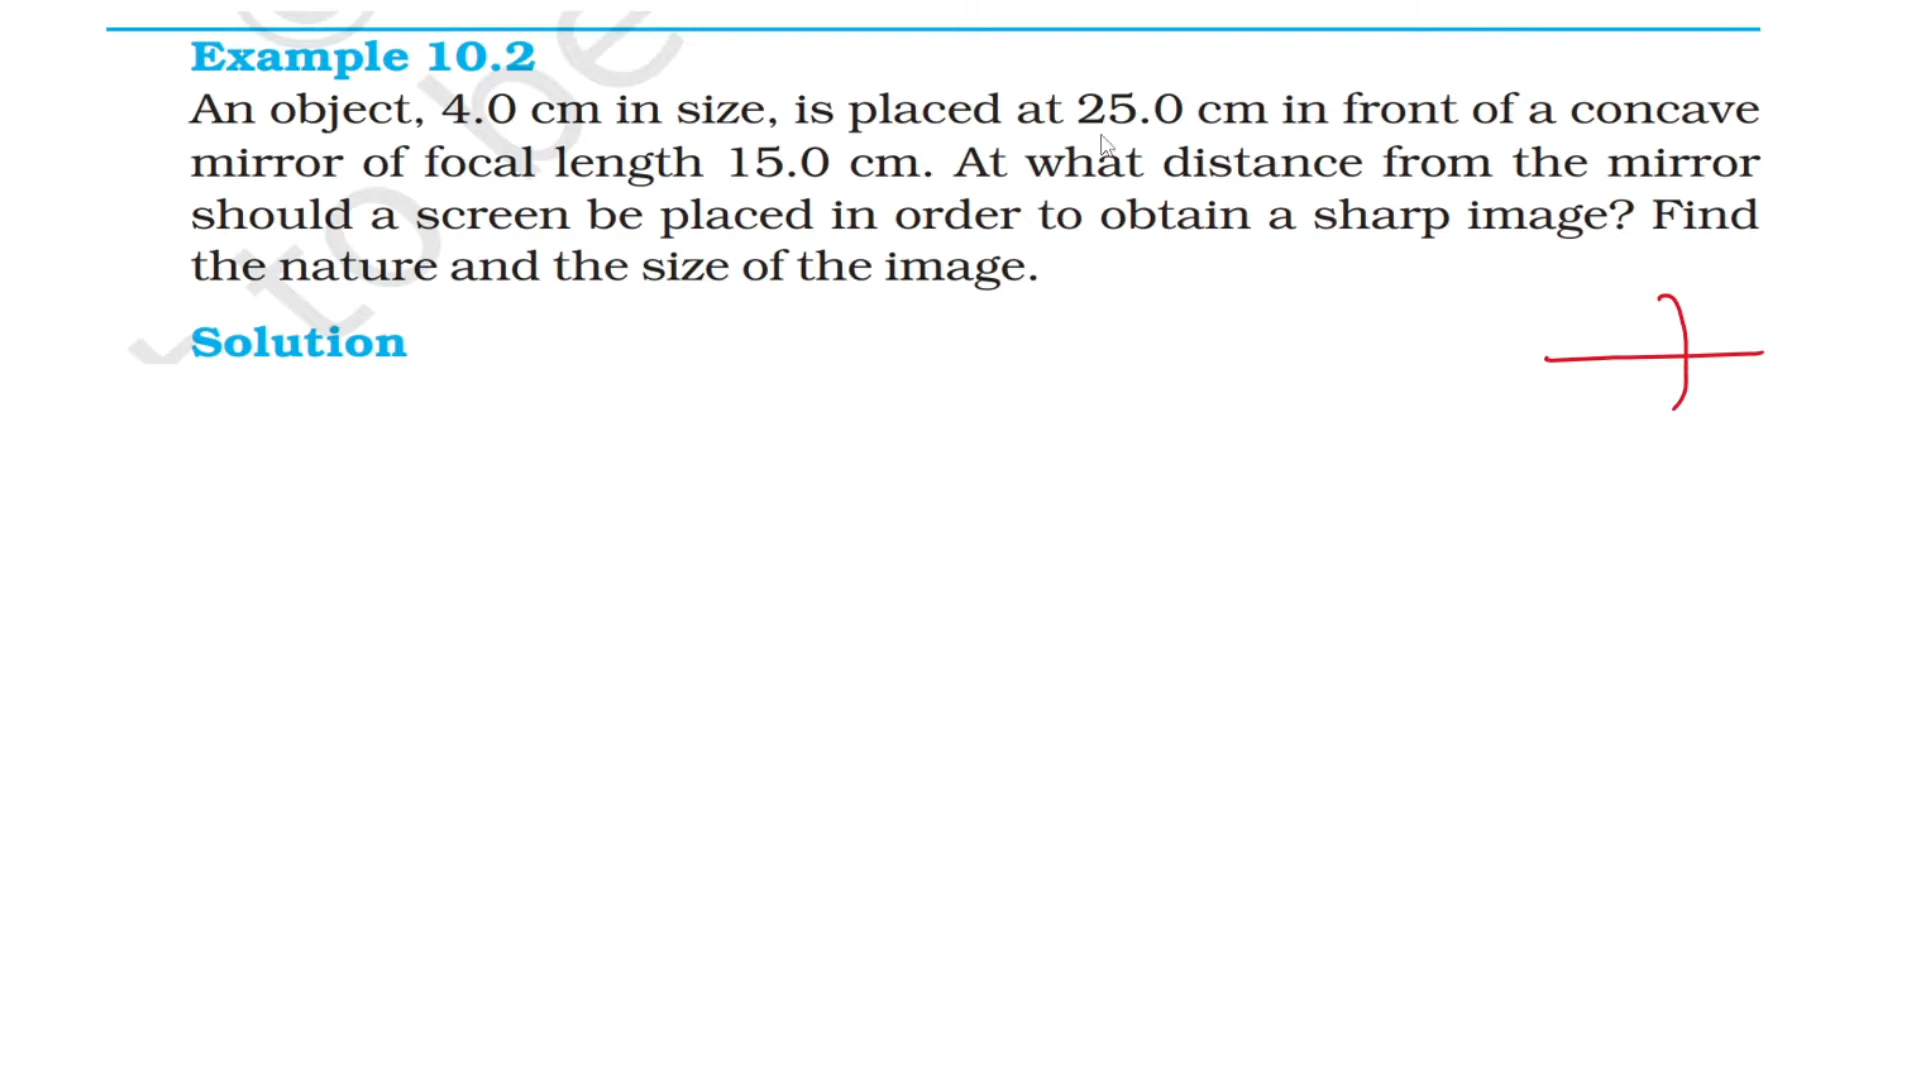 Example 10.2
An object, 4.0 cm in size, is placed at 25.0 cm in front of a concave
mirror of focal length 15.0 cm. At what distance from the mirror
should a screen be placed in order to obtain a sharp image? Find
the nature and the size of the image.
Solution
to be